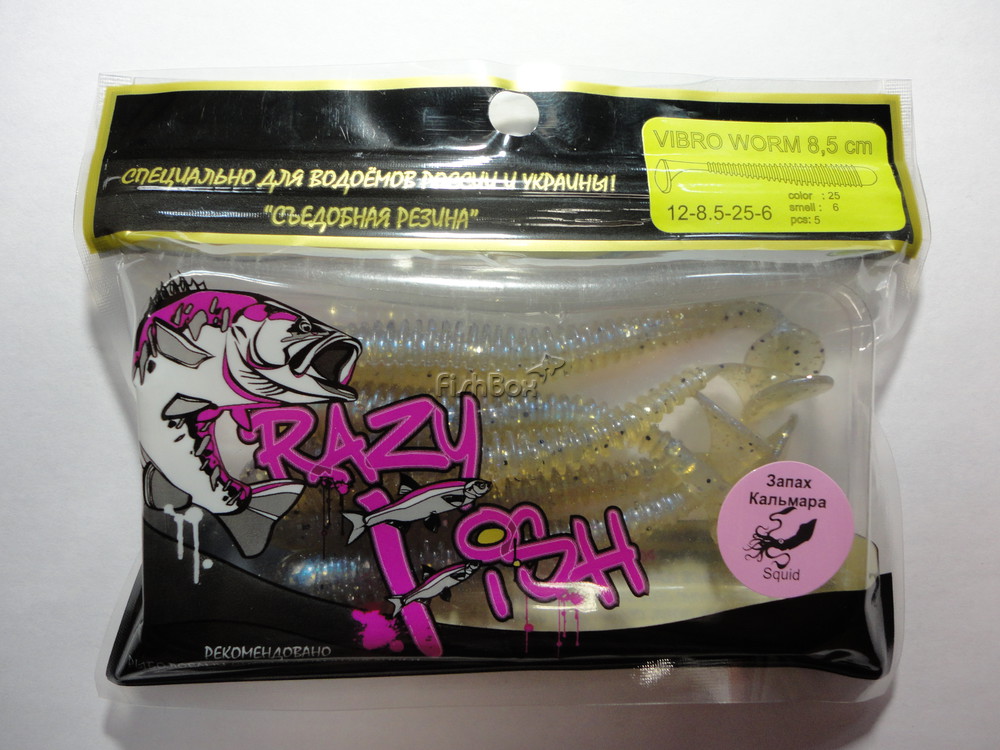 СПЕЦИАЛЬНО ДЛЯ ВОДОЁМОВ РОССИИ И УКРАИНЫ!
"СЪЕДОБНАЯ РЕЗИНА"
VIBRO WORM 8,5 cm
color : 25
12-8.5-25-6
smell : 6
pcs: 5
FishBox
CRAZY
FISH
Запах
Кальмара
Squid
РЕКОМЕНДОВАНО